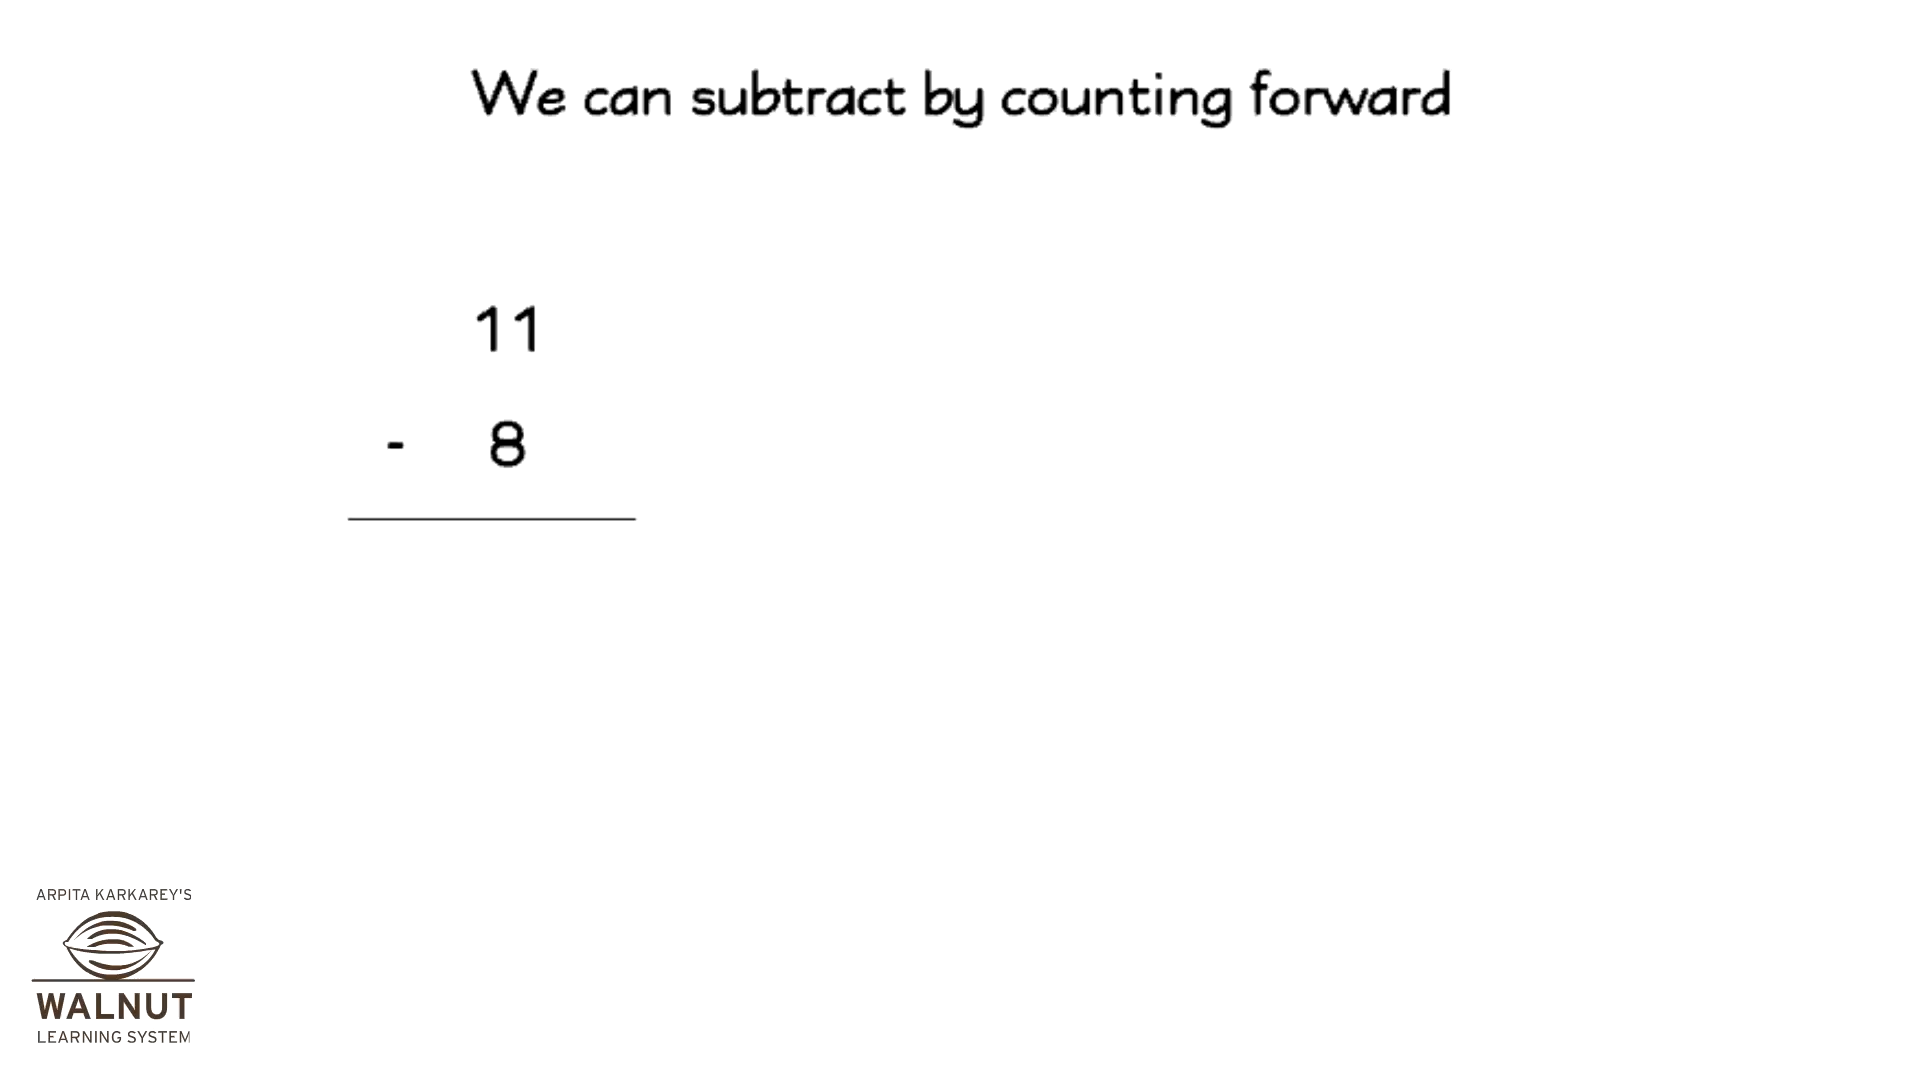 We can subtract by counting forward
11
- 8
ARPITA KARKAREY'S
WALNUT
LEARNING SYSTEM